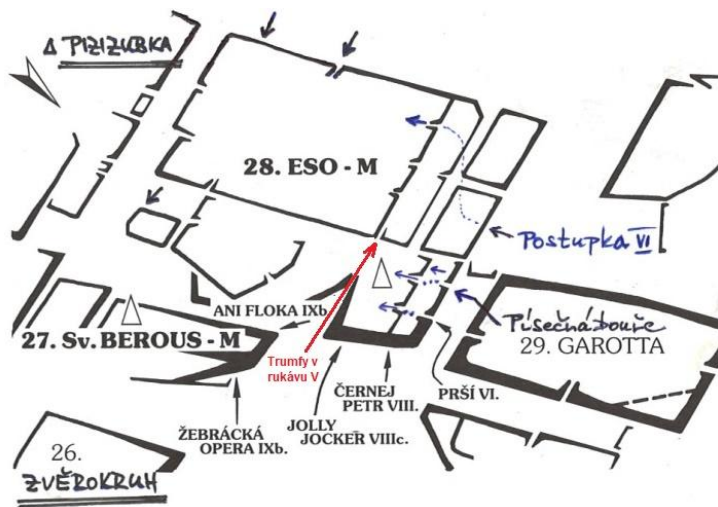 Δ PIZIZUBKA
28. ESO - M
Postupka VI
ANI FLOKA IXb
27. Sv. BEROUS - M
Písečná bouře
29. GAROTTA
Trumfy v
rukávu V
ČERNEJ
PETR VIII.
PRŠÍ VI.
ŽEBRÁCKÁ
OPERA IXb.
JOLLY
JOCKER VIIIc.
26.
ZVĚROKRUH